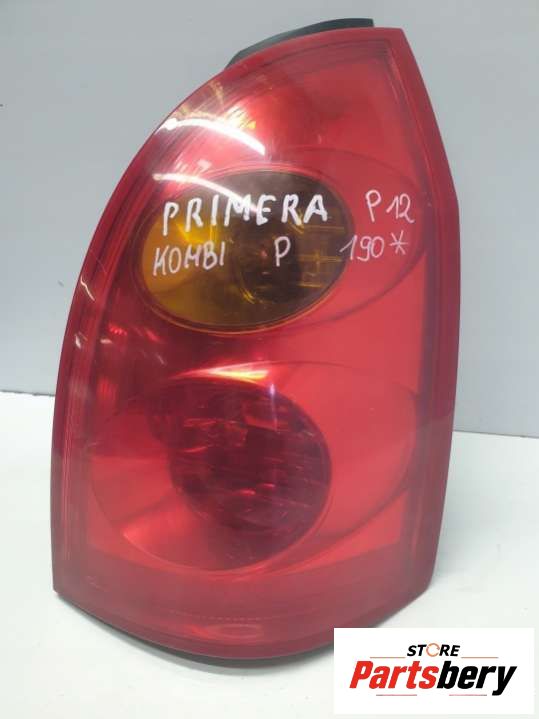 PRIMERA P12
KOMBI P 190*
STORE
Partsbery